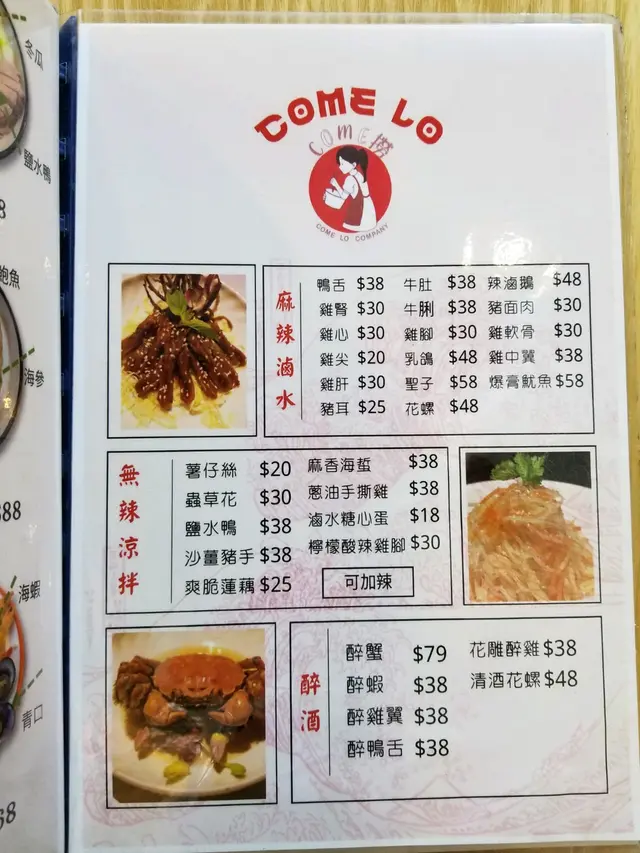 冬瓜
鹽水鴨
8
鮑魚
海參
$88
海蝦
青口
68
COME LO
COME撈
COME LO COMPANY
麻辣滷水
鴨舌 $38 牛肚 $38 辣滷鵝 $48
雞腎 $30 牛脷 $38 豬面肉 $30
雞心 $30 雞腳 $30 雞軟骨 $30
雞尖 $20 乳鴿 $48 雞中翼 $38
雞肝 $30 聖子 $58 爆膏魷魚 $58
豬耳 $25 花螺 $48
無辣涼拌
薯仔絲 $20 麻香海蜇 $38
蟲草花 $30 蔥油手撕雞 $38
鹽水鴨 $38 滷水糖心蛋 $18
沙薑豬手 $38 檸檬酸辣雞腳 $30
爽脆蓮藕 $25 可加辣
醉酒
醉蟹 $79 花雕醉雞 $38
醉蝦 $38 清酒花螺 $48
醉雞翼 $38
醉鴨舌 $38